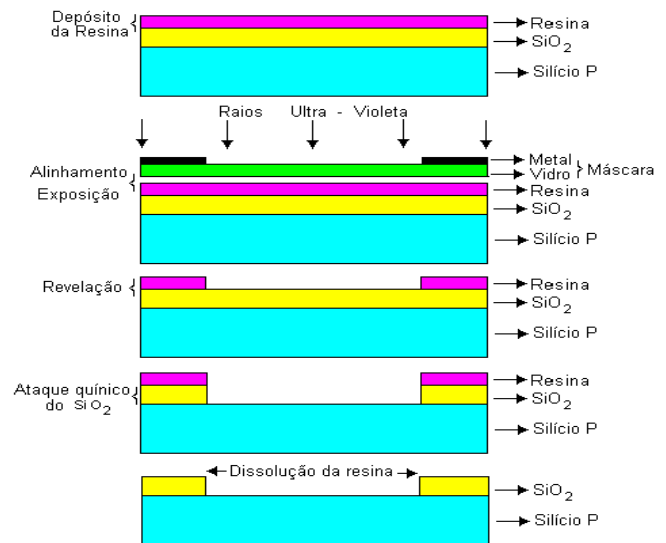 Depósito
da Resina
Resina
SiO2
Silício P
Raios Ultra - Violeta
Alinhamento
Exposição
Metal
Vidro
Máscara
Resina
SiO2
Silício P
Revelação
Resina
SiO2
Silício P
Ataque quínico
do SiO2
Resina
SiO2
Silício P
Dissolução da resina
SiO2
Silício P